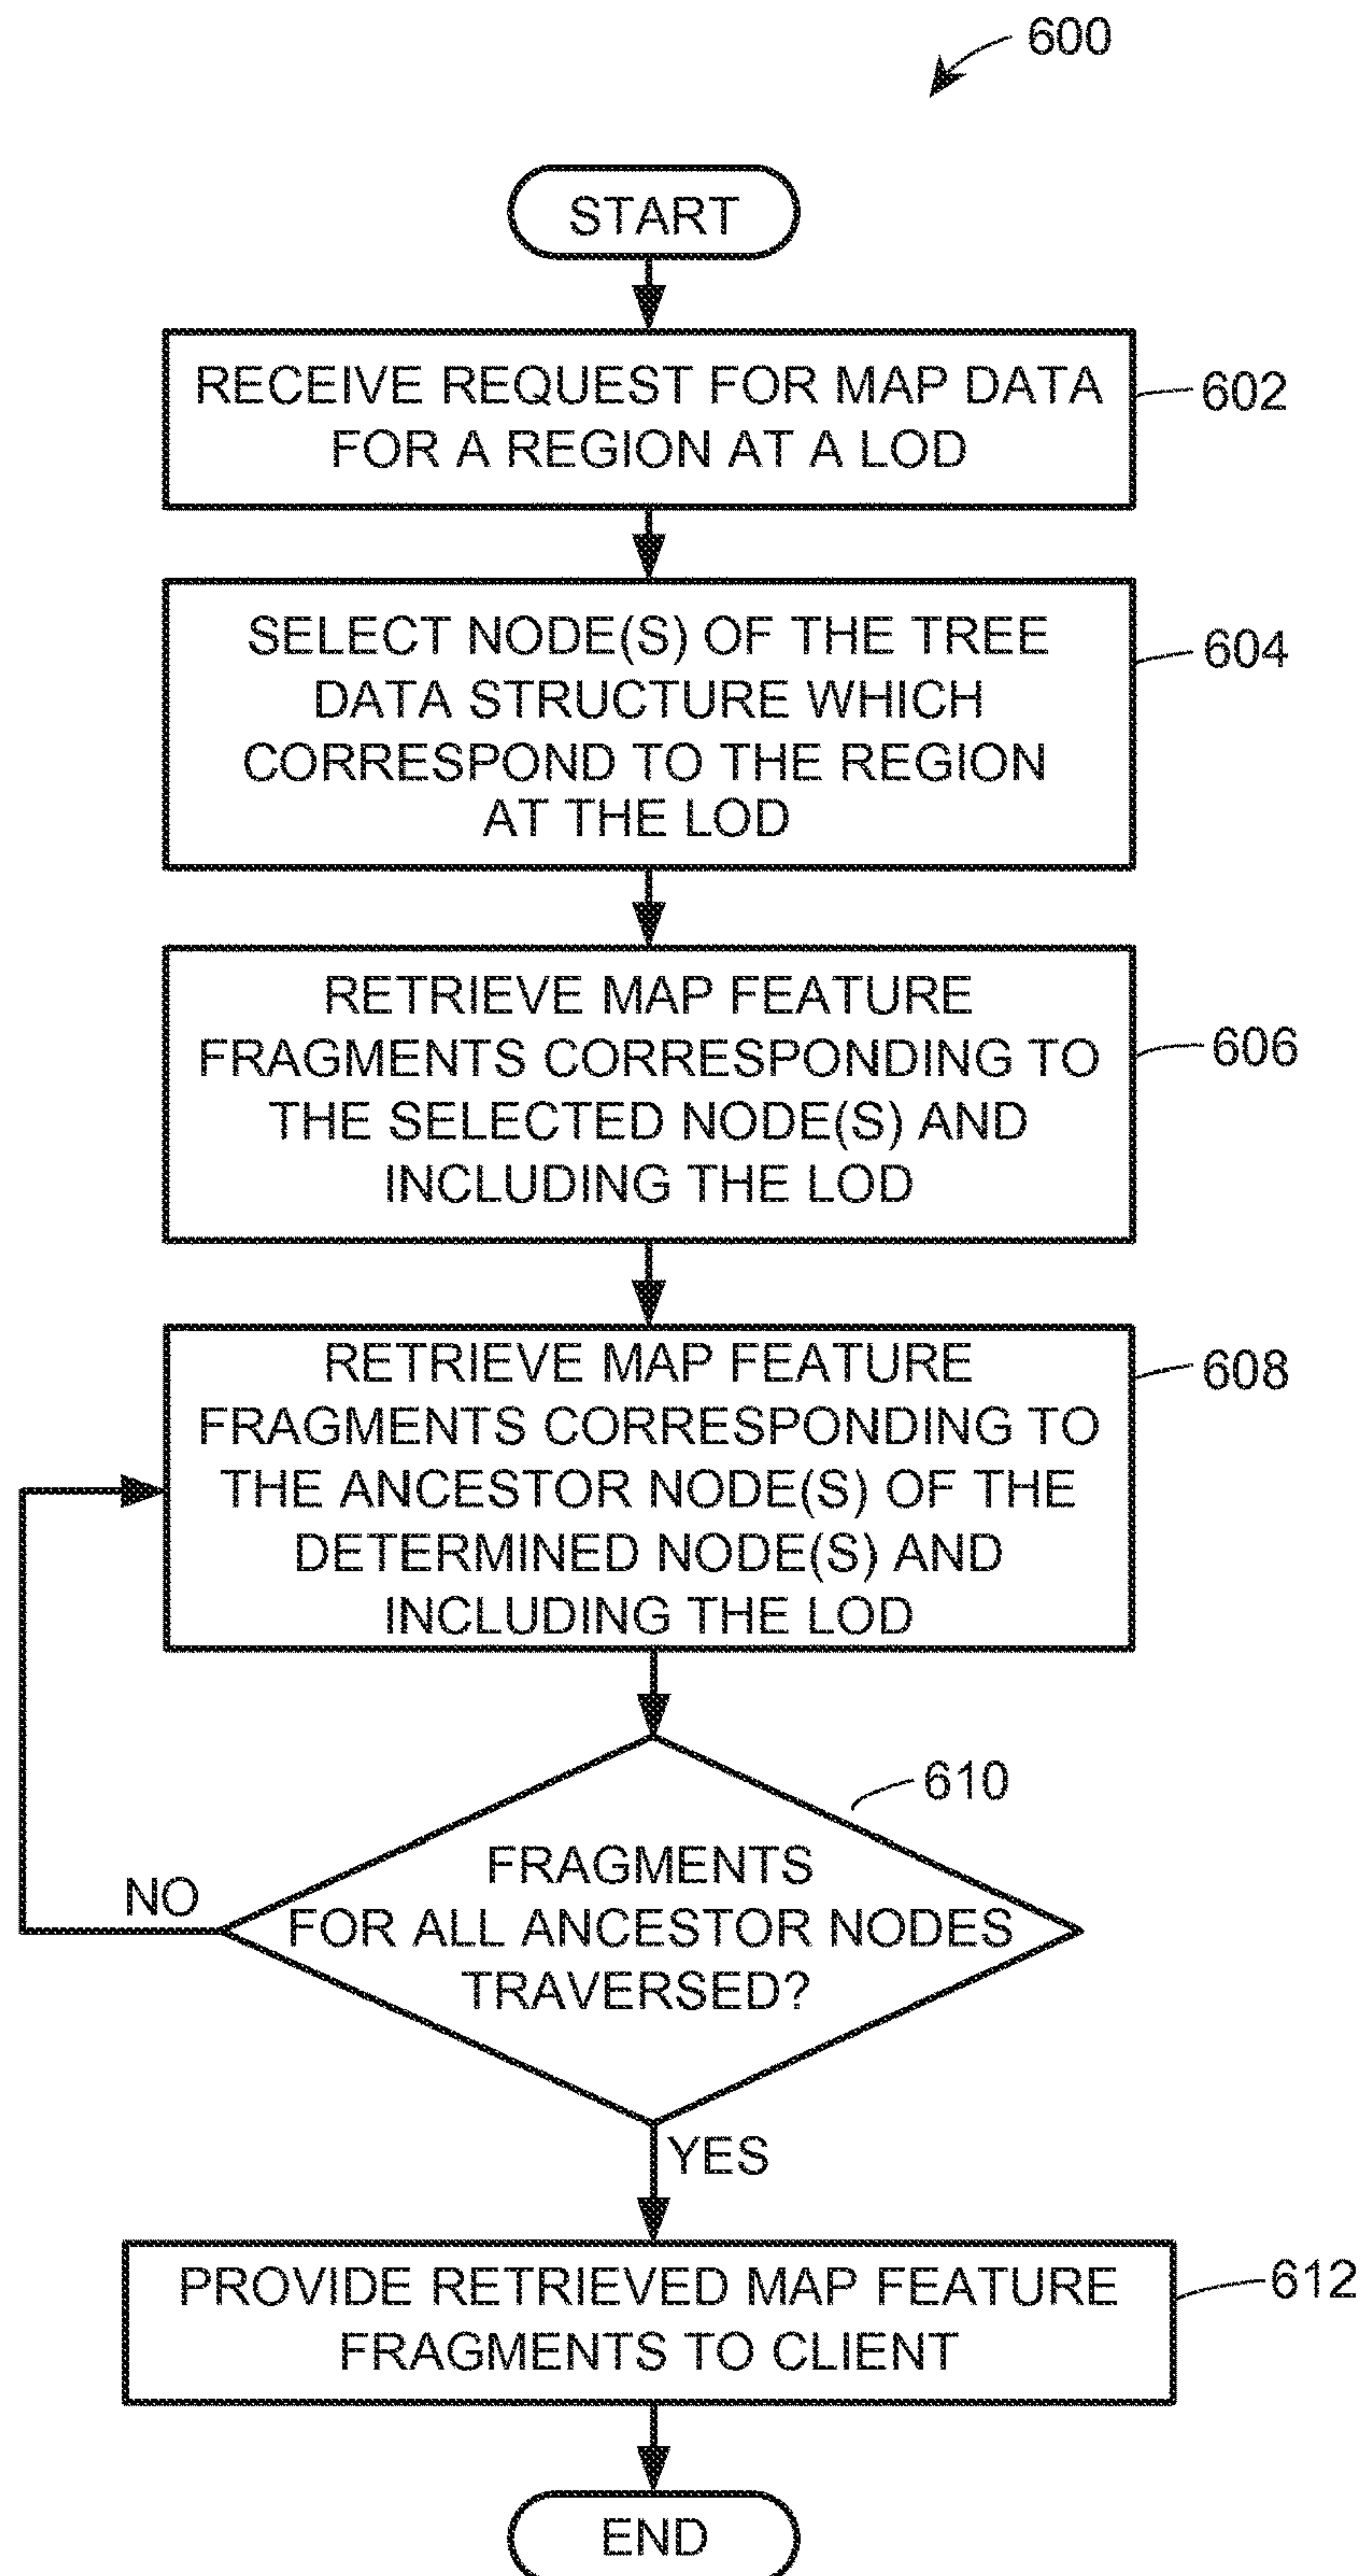 600
START
RECEIVE REQUEST FOR MAP DATA
FOR A REGION AT A LOD
602
SELECT NODE(S) OF THE TREE
DATA STRUCTURE WHICH
CORRESPOND TO THE REGION
AT THE LOD
604
RETRIEVE MAP FEATURE
FRAGMENTS CORRESPONDING TO
THE SELECTED NODE(S) AND
INCLUDING THE LOD
606
RETRIEVE MAP FEATURE
FRAGMENTS CORRESPONDING TO
THE ANCESTOR NODE(S) OF THE
DETERMINED NODE(S) AND
INCLUDING THE LOD
608
610
FRAGMENTS
FOR ALL ANCESTOR NODES
TRAVERSED?
NO
YES
PROVIDE RETRIEVED MAP FEATURE
FRAGMENTS TO CLIENT
612
END